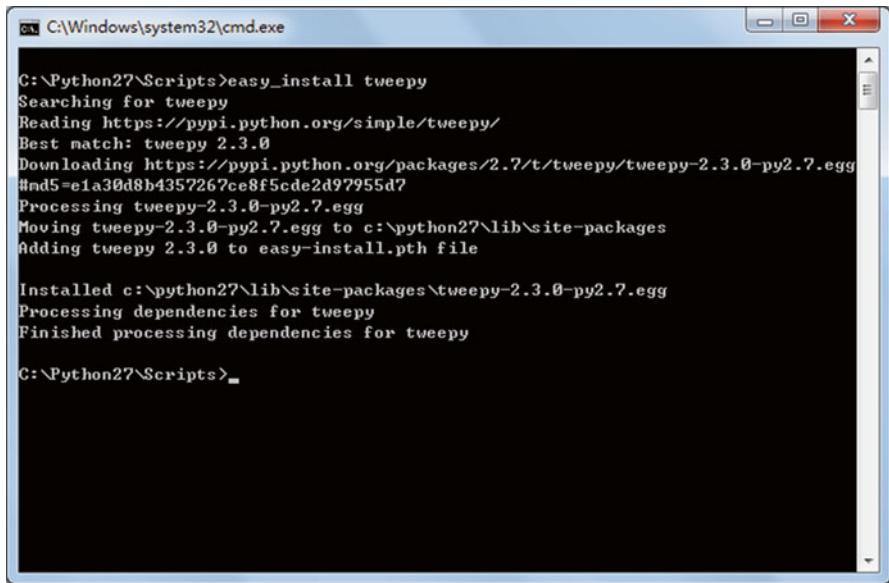 C:\Windows\system32\cmd.exe
C:\Python27\Scripts>easy_install tweepy
Searching for tweepy
Reading https://pypi.python.org/simple/tweepy/
Best match: tweepy 2.3.0
Downloading https://pypi.python.org/packages/2.7/t/tweepy/tweepy-2.3.0-py2.7.egg
#md5=e1a30d8b4357267ce8f5cde2d97955d7
Processing tweepy-2.3.0-py2.7.egg
Moving tweepy-2.3.0-py2.7.egg to c:\python27\lib\site-packages
Adding tweepy 2.3.0 to easy-install.pth file
Installed c:\python27\lib\site-packages\tweepy-2.3.0-py2.7.egg
Processing dependencies for tweepy
Finished processing dependencies for tweepy
C:\Python27\Scripts>_